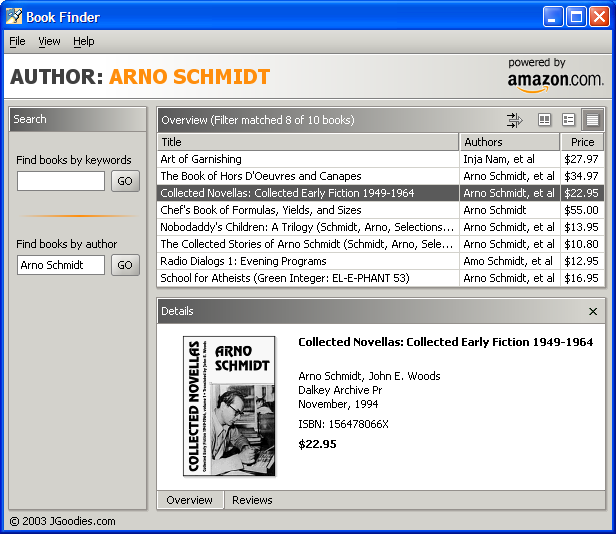 Book Finder
File View Help
AUTHOR: ARNO SCHMIDT
powered by
amazon.com.
Search
Find books by keywords
GO
Find books by author
Arno Schmidt GO
Overview (Filter matched 8 of 10 books)
Title Authors Price
Art of Garnishing Inja Nam, et al $27.97
The Book of Hors D'Oeuvres and Canapes Arno Schmidt, et al $34.97
Collected Novellas: Collected Early Fiction 1949-1964 Arno Schmidt, et al $22.95
Chef's Book of Formulas, Yields, and Sizes Arno Schmidt $55.00
Nobodaddy's Children: A Trilogy (Schmidt, Arno, Selections... Arno Schmidt, et al $13.95
The Collected Stories of Arno Schmidt (Schmidt, Arno, Sele... Arno Schmidt, et al $10.80
Radio Dialogs 1: Evening Programs Amo Schmidt, et al $12.95
School for Atheists (Green Integer: EL-E-PHANT 53) Arno Schmidt, et al $16.95
Details
ARNO
SCHMIDT
COLLECTED NOVELLAS
Collected Novellas: Collected Early Fiction 1949-1964
Arno Schmidt, John E. Woods
Dalkey Archive Pr
November, 1994
ISBN: 156478066X
$22.95
Overview Reviews
© 2003 JGoodies.com